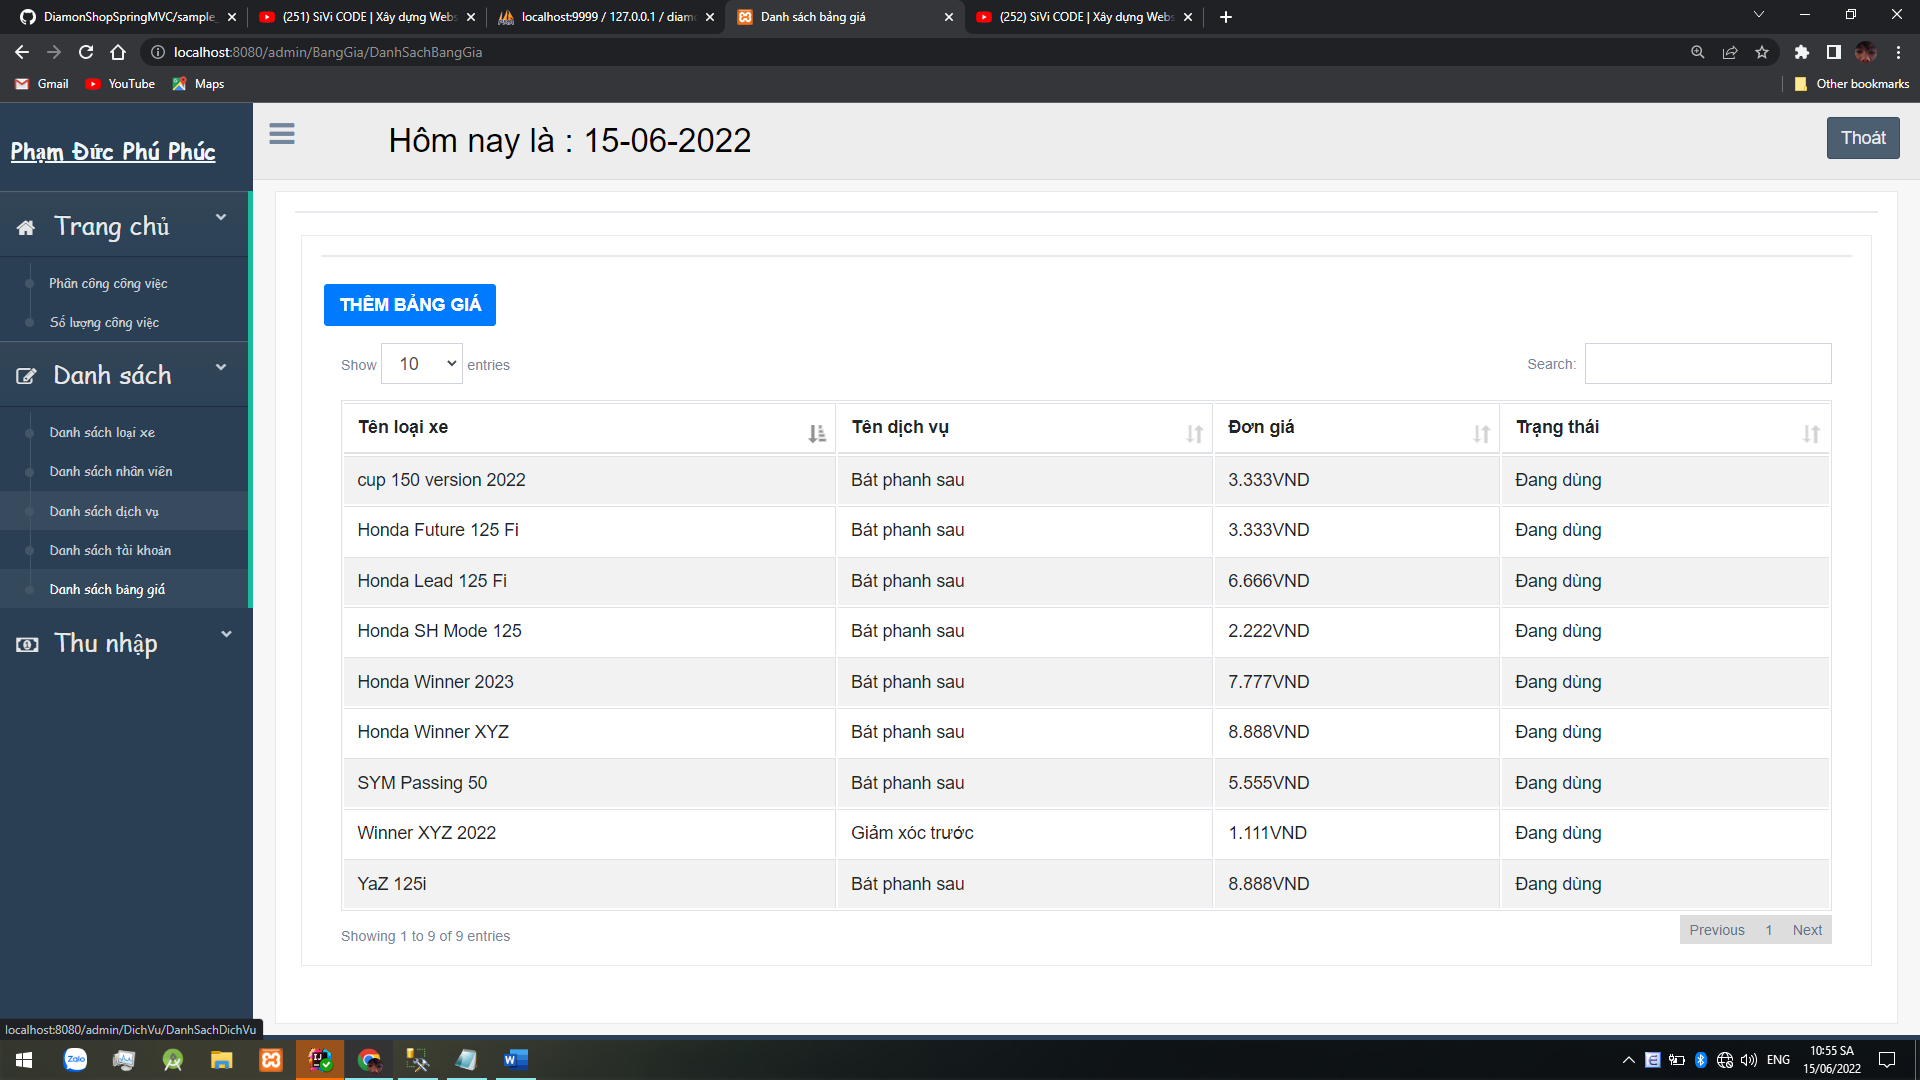 DiamonShopSpringMVC/sample_
(251) SiVi CODE | Xây dựng Webs
localhost:9999 / 127.0.0.1 / diamo
Danh sách bảng giá
(252) SiVi CODE | Xây dựng Webs
localhost:8080/admin/BangGia/DanhSachBangGia
Gmail
YouTube
Maps
Other bookmarks
Phạm Đức Phú Phúc
Hôm nay là : 15-06-2022
Thoát
Trang chủ
Phân công công việc
Số lượng công việc
Danh sách
Danh sách loại xe
Danh sách nhân viên
Danh sách dịch vụ
Danh sách tài khoản
Danh sách bảng giá
Thu nhập
THÊM BẢNG GIÁ
Show 10 entries
Search:
Tên loại xe Tên dịch vụ Đơn giá Trạng thái
cup 150 version 2022 Bát phanh sau 3.333VND Đang dùng
Honda Future 125 Fi Bát phanh sau 3.333VND Đang dùng
Honda Lead 125 Fi Bát phanh sau 6.666VND Đang dùng
Honda SH Mode 125 Bát phanh sau 2.222VND Đang dùng
Honda Winner 2023 Bát phanh sau 7.777VND Đang dùng
Honda Winner XYZ Bát phanh sau 8.888VND Đang dùng
SYM Passing 50 Bát phanh sau 5.555VND Đang dùng
Winner XYZ 2022 Giảm xóc trước 1.111VND Đang dùng
YaZ 125i Bát phanh sau 8.888VND Đang dùng
Showing 1 to 9 of 9 entries
Previous 1 Next
localhost:8080/admin/DichVu/DanhSachDichVu
Zalo
ENG
10:55 SA
15/06/2022